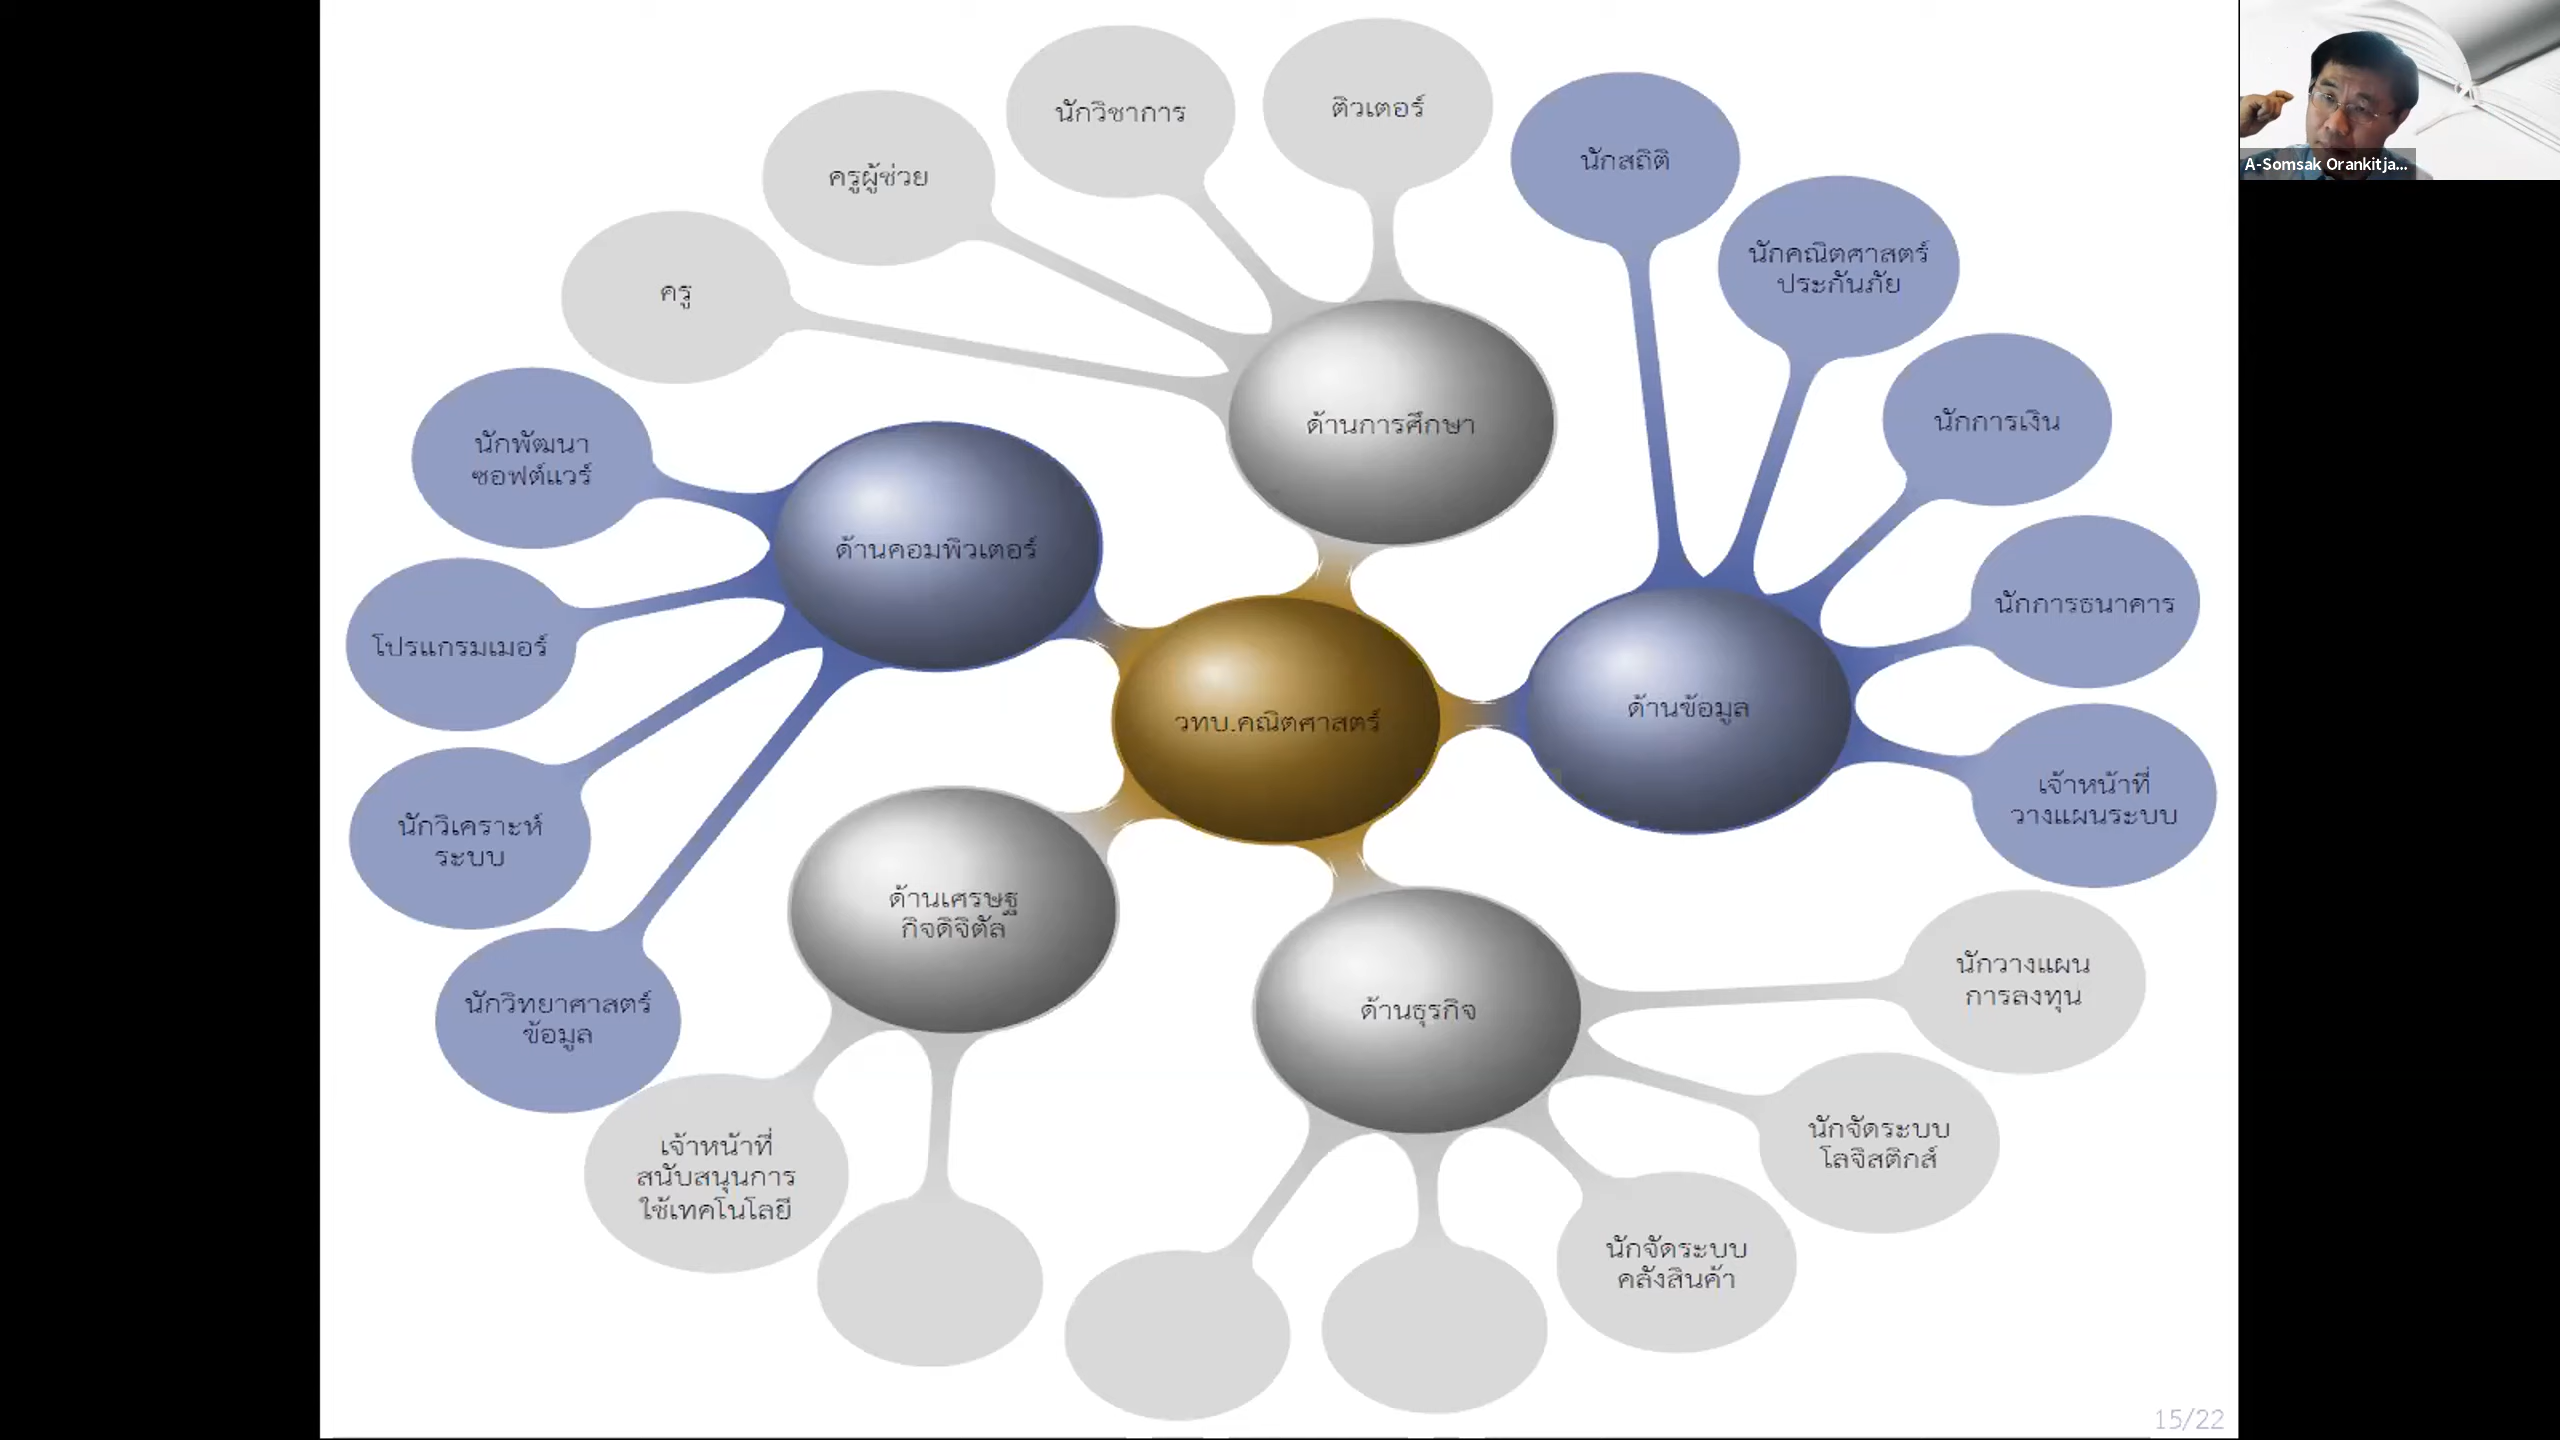 นักวิชาการ
ติวเตอร์
A-Somsak Orankitja...
ครูผู้ช่วย
นักสถิติ
ครู
นักคณิตศาสตร์
ประกันภัย
นักพัฒนา
ซอฟต์แวร์
ด้านการศึกษา
นักการเงิน
ด้านคอมพิวเตอร์
นักการธนาคาร
โปรแกรมเมอร์
วทบ.คณิตศาสตร์
ด้านข้อมูล
เจ้าหน้าที่
วางแผนระบบ
นักวิเคราะห์
ระบบ
ด้านเศรษฐ
กิจดิจิตัล
นักวิทยาศาสตร์
ข้อมูล
ด้านธุรกิจ
นักวางแผน
การลงทุน
เจ้าหน้าที่
สนับสนุนการ
ใช้เทคโนโลยี
นักจัดระบบ
โลจิสติกส์
นักจัดระบบ
คลังสินค้า
15/22